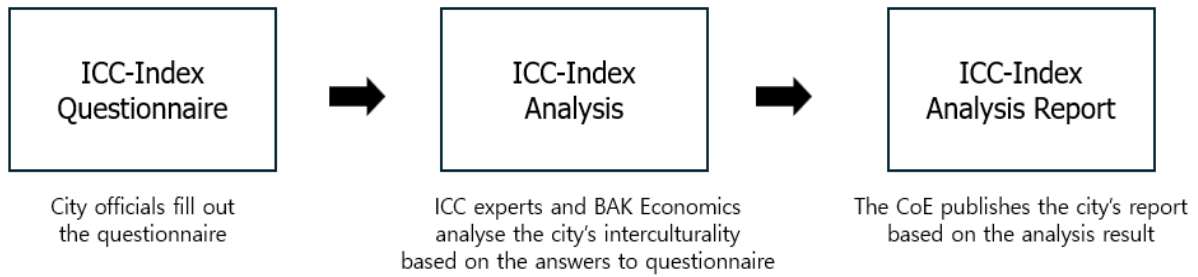 ICC-Index
Questionnaire
City officials fill out
the questionnaire
ICC-Index
Analysis
ICC experts and BAK Economics
analyse the city's interculturality
based on the answers to questionnaire
ICC-Index
Analysis Report
The CoE publishes the city's report
based on the analysis result